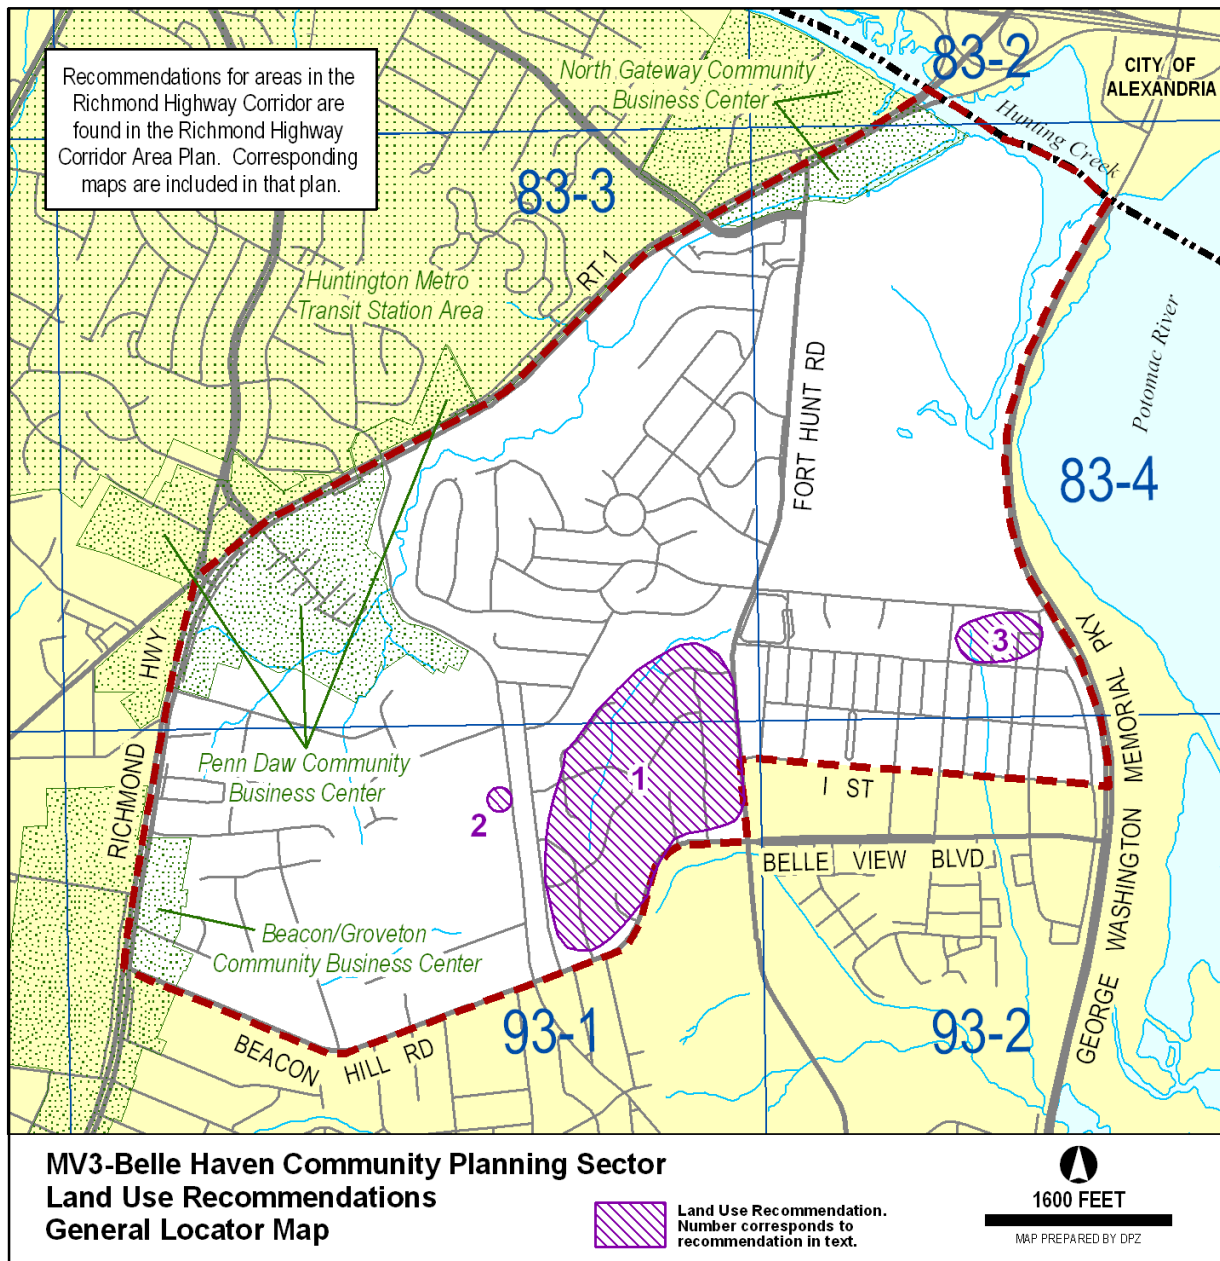 Recommendations for areas in the
Richmond Highway Corridor are
found in the Richmond Highway
Corridor Area Plan. Corresponding
maps are included in that plan.
North Gateway Community
Business Center
83-2
CITY OF
ALEXANDRIA
Hunting Creek
83-3
Huntington Metro
Transit Station Area
RT 1
FORT HUNT RD
Potomac River
83-4
RICHMOND HWY
Penn Daw Community
Business Center
1
2
3
I ST
BELLE VIEW BLVD
GEORGE WASHINGTON MEMORIAL PKY
Beacon/Groveton
Community Business Center
BEACON HILL RD
93-1
93-2
MV3-Belle Haven Community Planning Sector
Land Use Recommendations
General Locator Map
Land Use Recommendation.
Number corresponds to
recommendation in text.
1600 FEET
MAP PREPARED BY DPZ